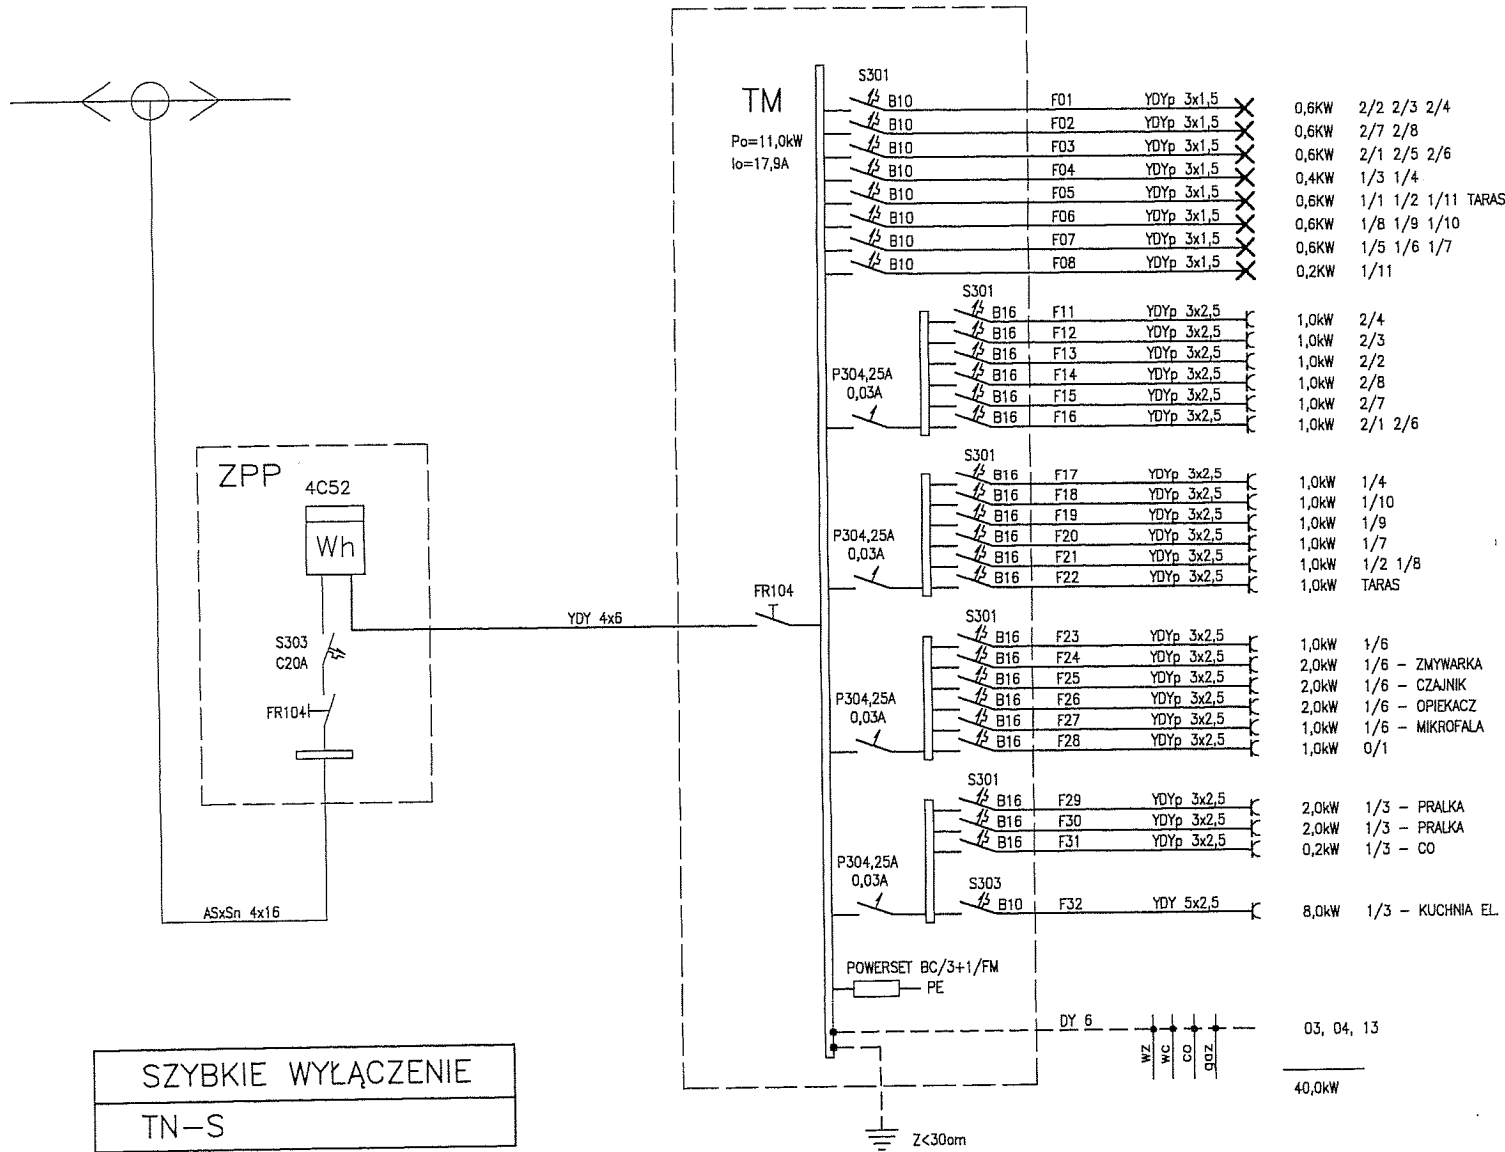 TM
Po=11,0kW
Io=17,9A
S301
B10 F01 YDYp 3x1,5 0,6KW 2/2 2/3 2/4
B10 F02 YDYp 3x1,5 0,6KW 2/7 2/8
B10 F03 YDYp 3x1,5 0,6KW 2/1 2/5 2/6
B10 F04 YDYp 3x1,5 0,4KW 1/3 1/4
B10 F05 YDYp 3x1,5 0,6KW 1/1 1/2 1/11 TARAS
B10 F06 YDYp 3x1,5 0,6KW 1/8 1/9 1/10
B10 F07 YDYp 3x1,5 0,6KW 1/5 1/6 1/7
B10 F08 YDYp 3x1,5 0,2KW 1/11
S301
B16 F11 YDYp 3x2,5 1,0kW 2/4
B16 F12 YDYp 3x2,5 1,0kW 2/3
B16 F13 YDYp 3x2,5 1,0kW 2/2
B16 F14 YDYp 3x2,5 1,0kW 2/8
B16 F15 YDYp 3x2,5 1,0kW 2/7
B16 F16 YDYp 3x2,5 1,0kW 2/1 2/6
P304,25A
0,03A
S301
B16 F17 YDYp 3x2,5 1,0kW 1/4
B16 F18 YDYp 3x2,5 1,0kW 1/10
B16 F19 YDYp 3x2,5 1,0kW 1/9
B16 F20 YDYp 3x2,5 1,0kW 1/7
B16 F21 YDYp 3x2,5 1,0kW 1/2 1/8
B16 F22 YDYp 3x2,5 1,0kW TARAS
P304,25A
0,03A
S301
B16 F23 YDYp 3x2,5 1,0kW 1/6
B16 F24 YDYp 3x2,5 2,0kW 1/6 - ZMYWARKA
B16 F25 YDYp 3x2,5 2,0kW 1/6 - CZAJNIK
B16 F26 YDYp 3x2,5 2,0kW 1/6 - OPIEKACZ
B16 F27 YDYp 3x2,5 1,0kW 1/6 - MIKROFALA
B16 F28 YDYp 3x2,5 1,0kW 0/1
P304,25A
0,03A
S301
B16 F29 YDYp 3x2,5 2,0kW 1/3 - PRALKA
B16 F30 YDYp 3x2,5 2,0kW 1/3 - PRALKA
B16 F31 YDYp 3x2,5 0,2kW 1/3 - CO
P304,25A
0,03A
S303
B10 F32 YDY 5x2,5 8,0kW 1/3 - KUCHNIA EL.
POWERSET BC/3+1/FM
PE
DY 6
wz
wc
co
gaz
03, 04, 13
40,0kW
Z<30om
FR104
YDY 4x6
ZPP
4C52
Wh
S303
C20A
FR104
ASxSn 4x16
SZYBKIE WYŁĄCZENIE
TN-S